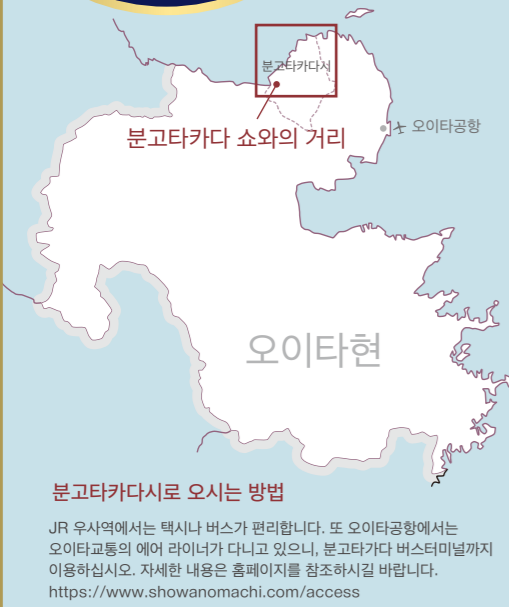 분고타카다시
분고타카다 쇼와의 거리
오이타공항
오이타현
분고타카다시로 오시는 방법
JR 우사역에서는 택시나 버스가 편리합니다. 또 오이타공항에서는
오이타교통의 에어 라이너가 다니고 있으니, 분고타가다 버스터미널까지
이용하십시오. 자세한 내용은 홈페이지를 참조하시길 바랍니다.
https://www.showanomachi.com/access